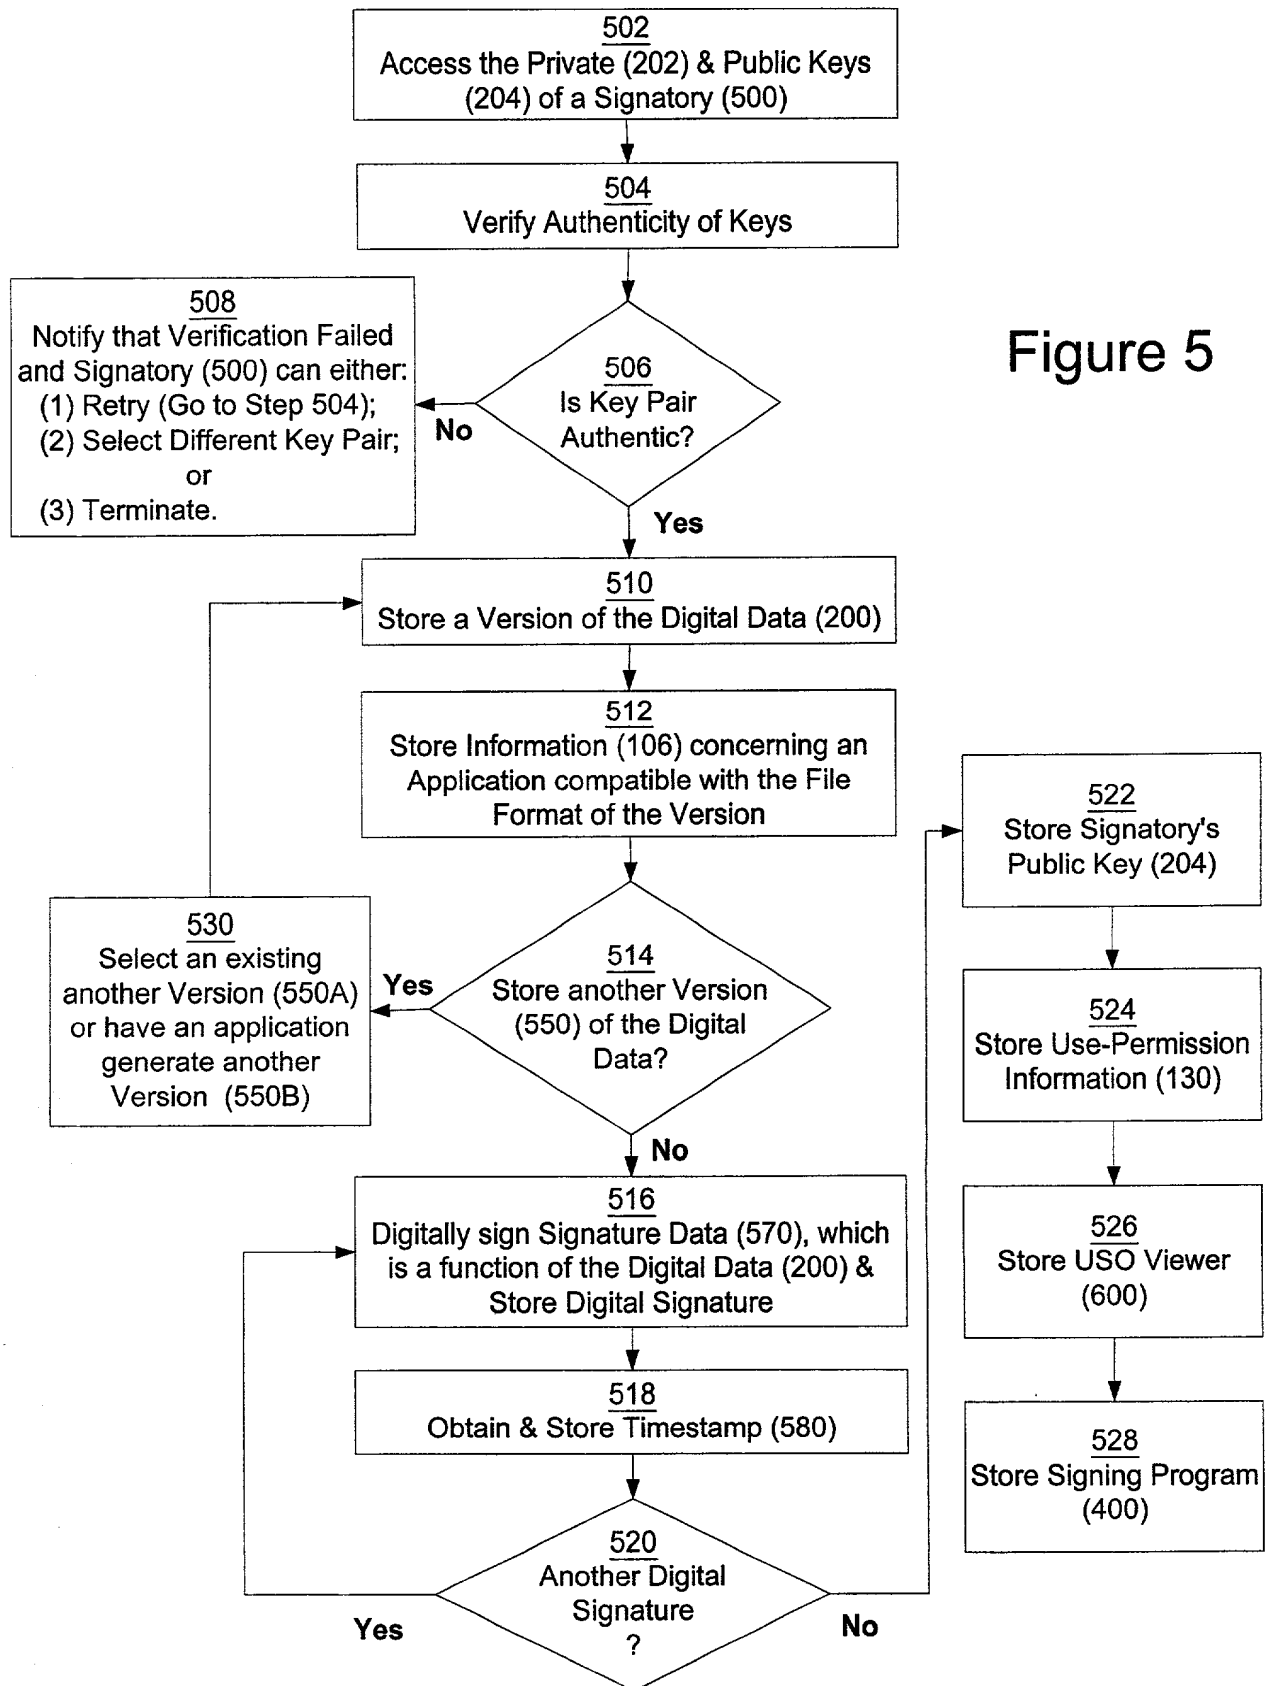 502
Access the Private (202) & Public Keys
(204) of a Signatory (500)
504
Verify Authenticity of Keys
508
Notify that Verification Failed
and Signatory (500) can either:
(1) Retry (Go to Step 504);
(2) Select Different Key Pair;
or
(3) Terminate.
506
Is Key Pair
Authentic?
No
Yes
Figure 5
510
Store a Version of the Digital Data (200)
512
Store Information (106) concerning an
Application compatible with the File
Format of the Version
514
Store another Version
(550) of the Digital
Data?
Yes
No
530
Select an existing
another Version (550A)
or have an application
generate another
Version (550B)
516
Digitally sign Signature Data (570), which
is a function of the Digital Data (200) &
Store Digital Signature
518
Obtain & Store Timestamp (580)
520
Another Digital
Signature
?
Yes
No
522
Store Signatory's
Public Key (204)
524
Store Use-Permission
Information (130)
526
Store USO Viewer
(600)
528
Store Signing Program
(400)